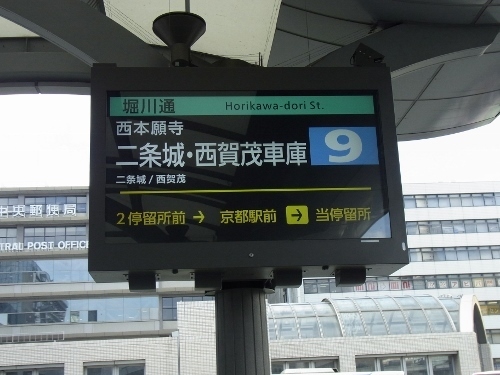 堀川通 Horikawa-dori St.
西本願寺
二条城・西賀茂車庫 9
二条城/西賀茂
2停留所前 → 京都駅前 → 当停留所
中央郵便局
TRAL POST OFFICE